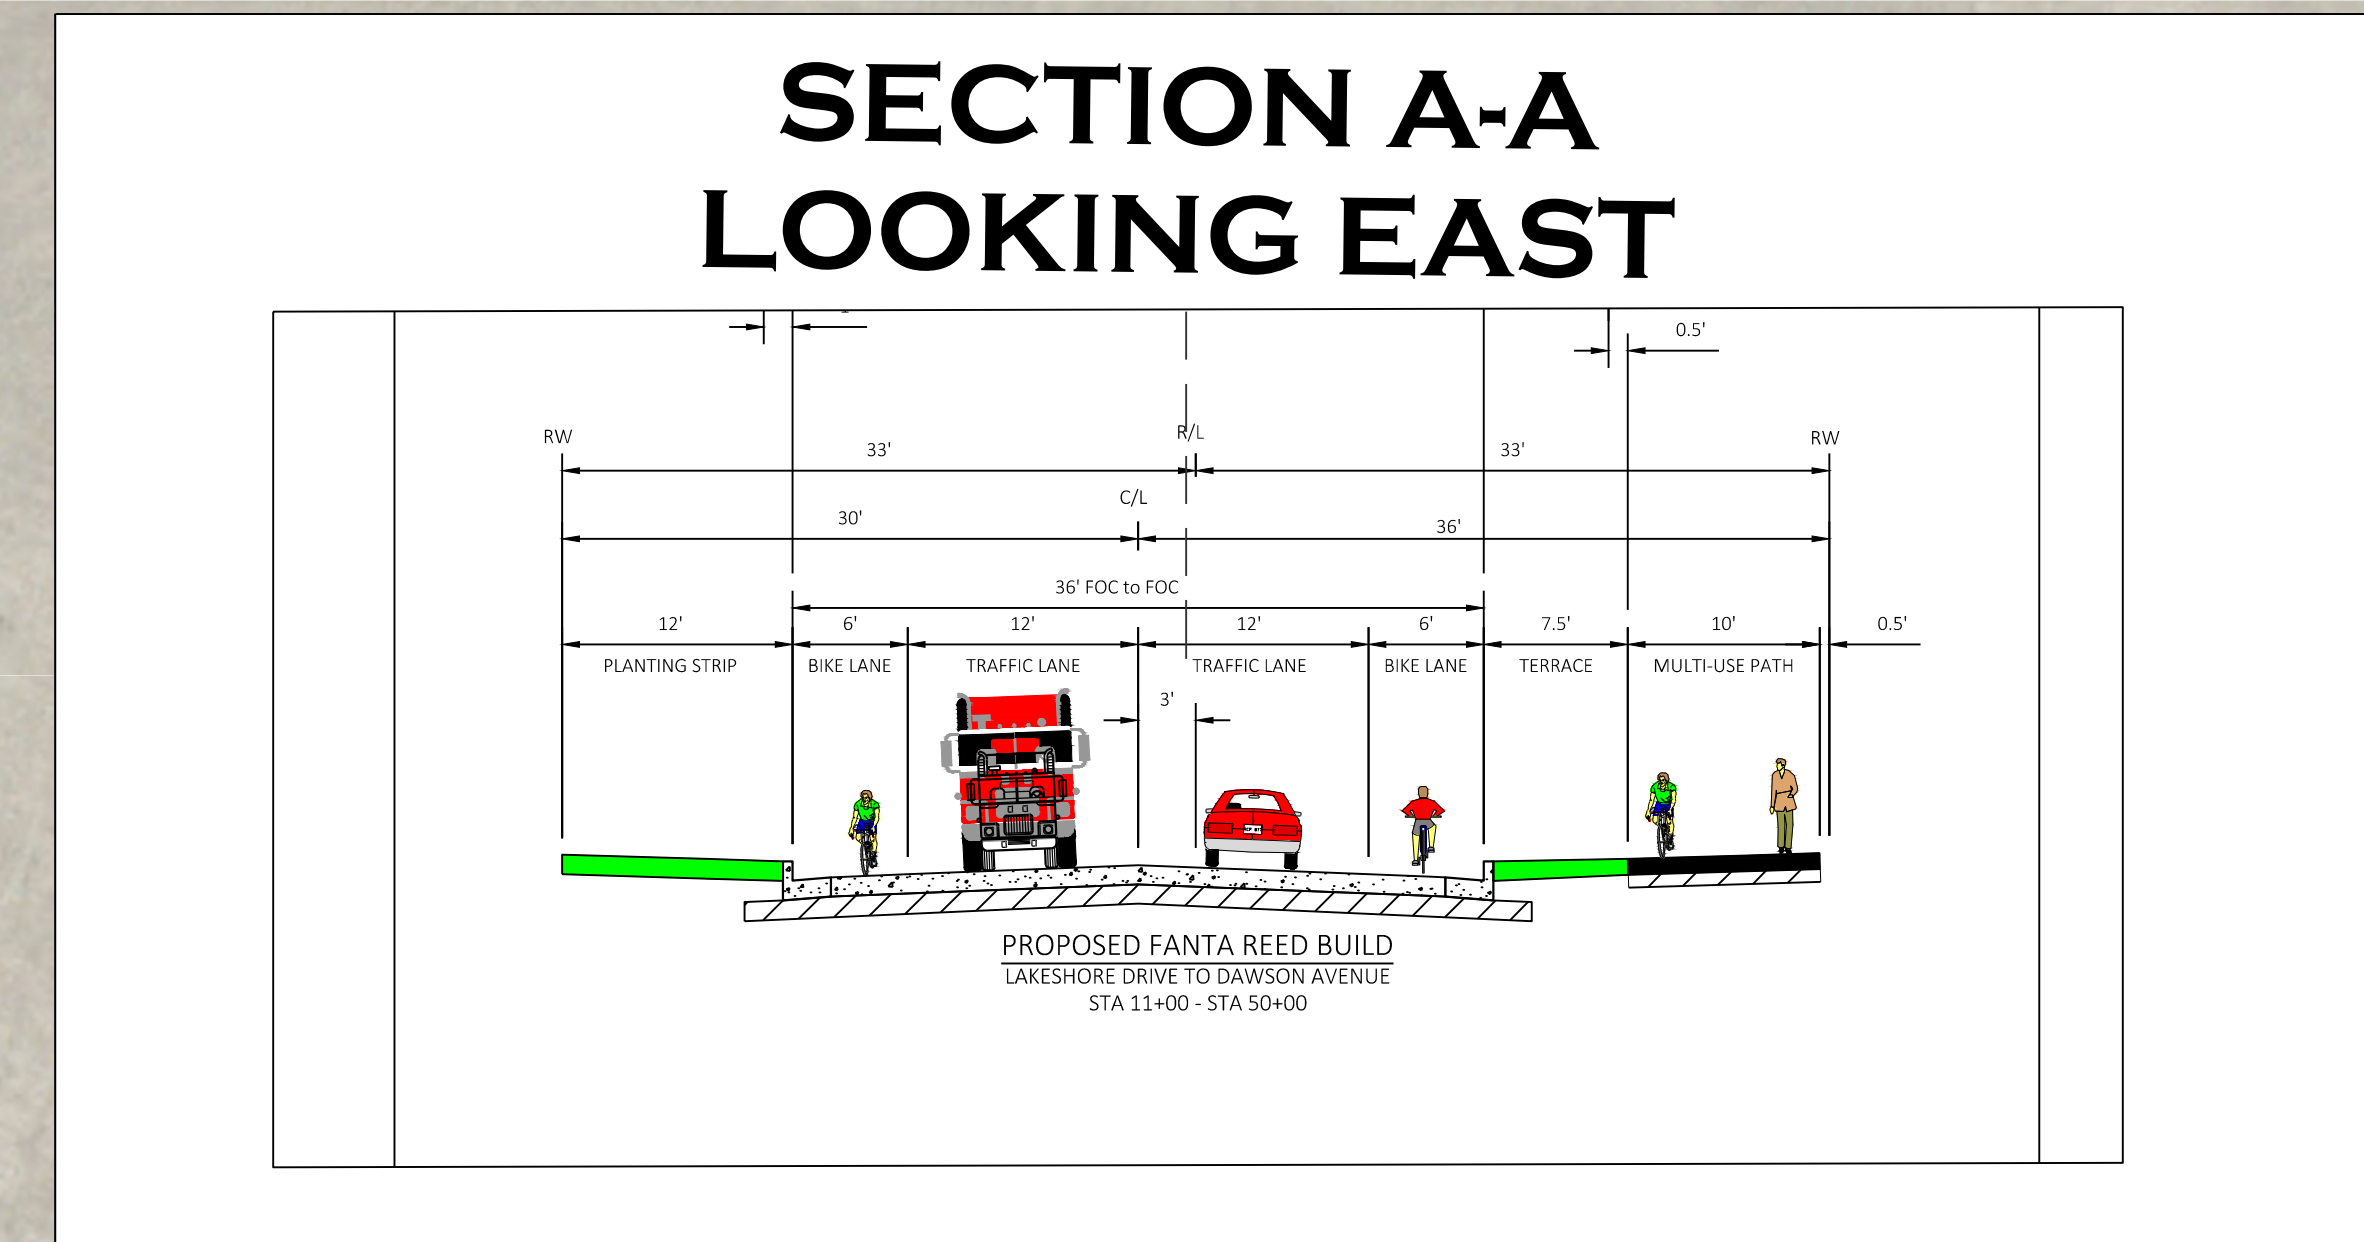 SECTION A-A
LOOKING EAST
0.5'
RW
33'
R/L
33'
RW
30'
C/L
36'
36' FOC to FOC
12'
6'
12'
12'
6'
7.5'
10'
0.5'
PLANTING STRIP
BIKE LANE
TRAFFIC LANE
TRAFFIC LANE
BIKE LANE
TERRACE
MULTI-USE PATH
3'
PROPOSED FANTA REED BUILD
LAKESHORE DRIVE TO DAWSON AVENUE
STA 11+00 - STA 50+00